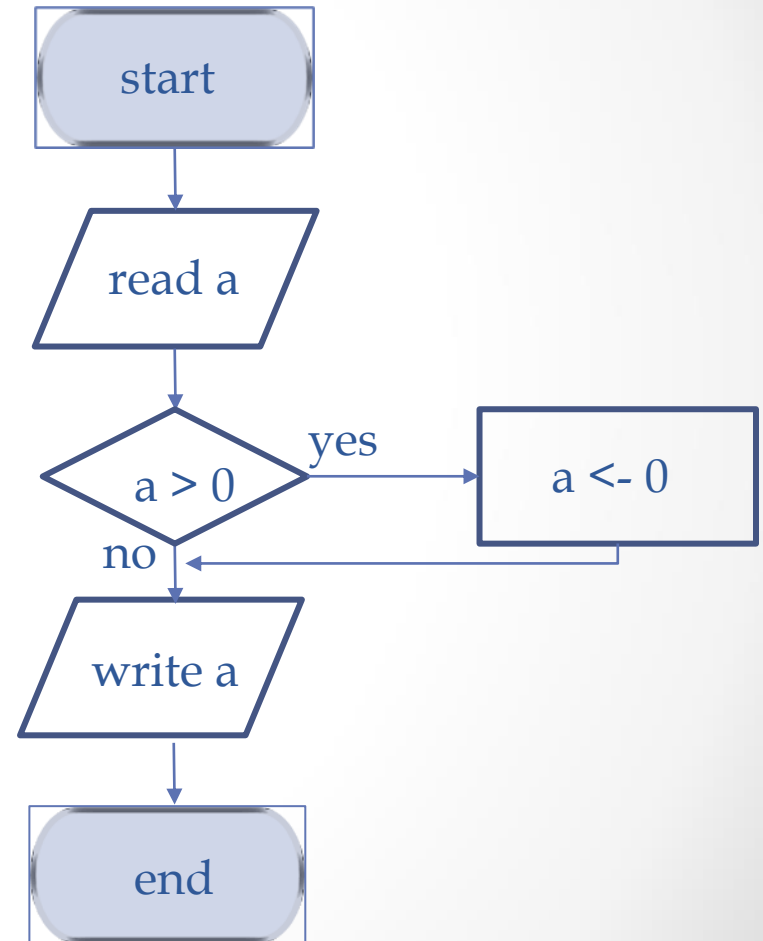 start
read a
a > 0
yes
a <- 0
no
write a
end